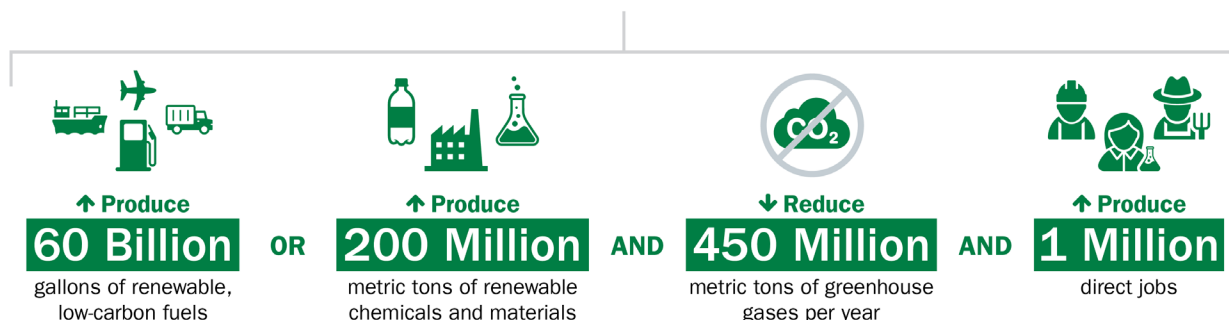 CO₂
↑ Produce
60 Billion
gallons of renewable,
low-carbon fuels
OR
↑ Produce
200 Million
metric tons of renewable
chemicals and materials
AND
↓ Reduce
450 Million
metric tons of greenhouse
gases per year
AND
↑ Produce
1 Million
direct jobs